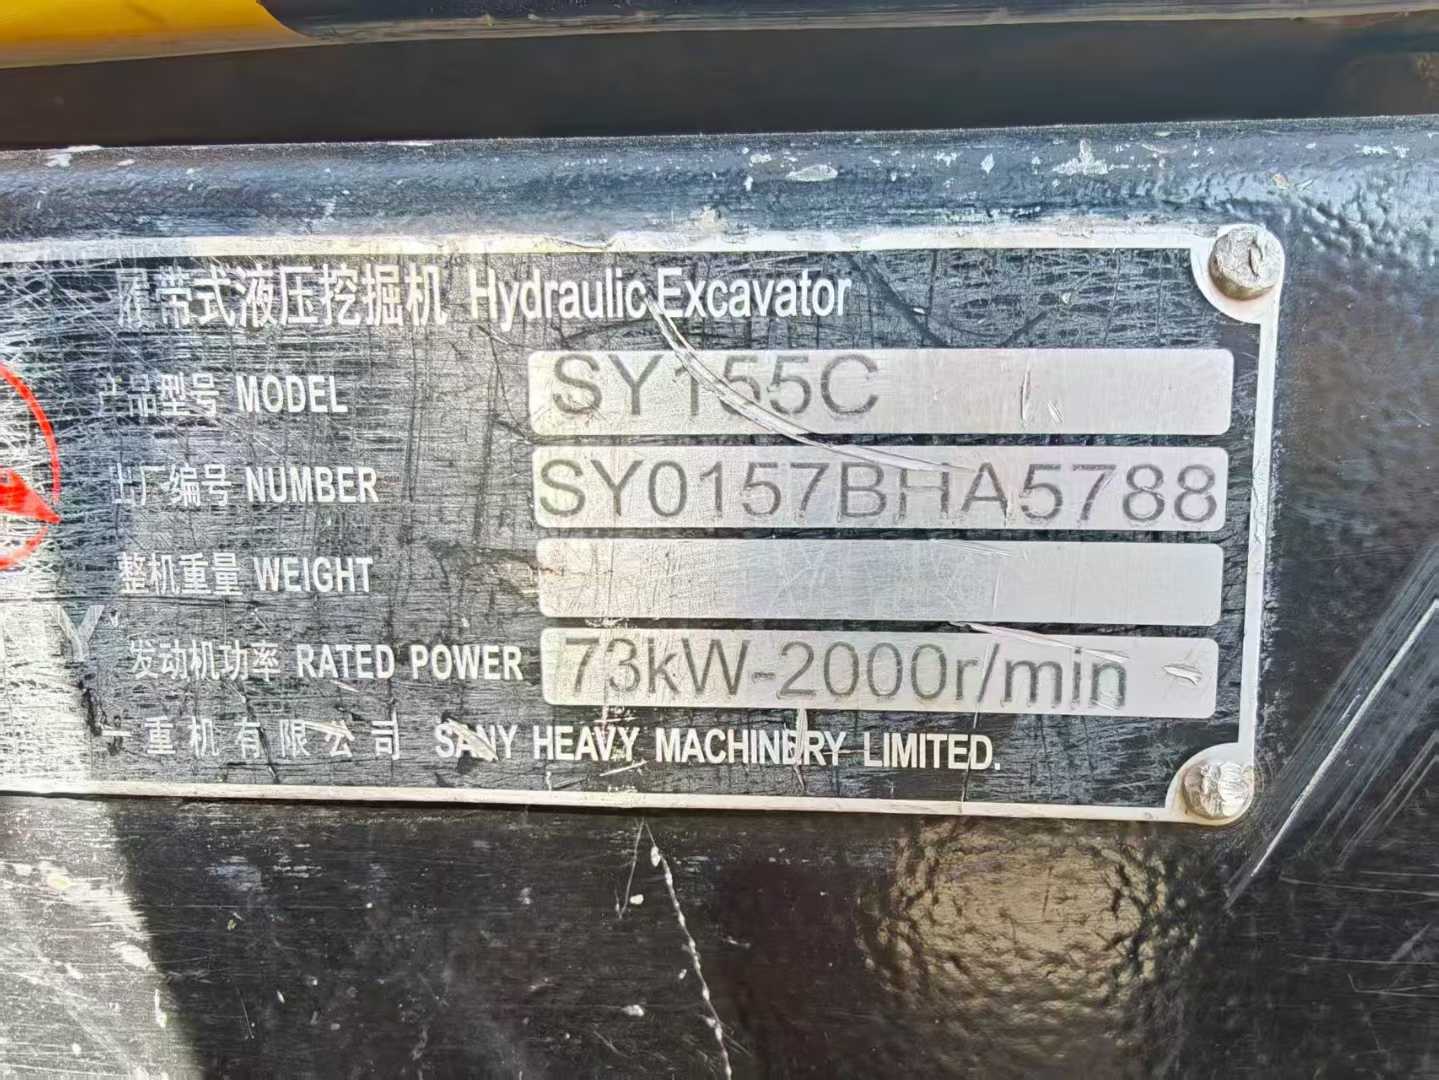 履带式液压挖掘机 Hydraulic Excavator
产品型号 MODEL SY155C
出厂编号 NUMBER SY0157BHA5788
整机重量 WEIGHT
发动机功率 RATED POWER 73kW-2000r/min
一重机有限公司 SANY HEAVY MACHINERY LIMITED.
Y